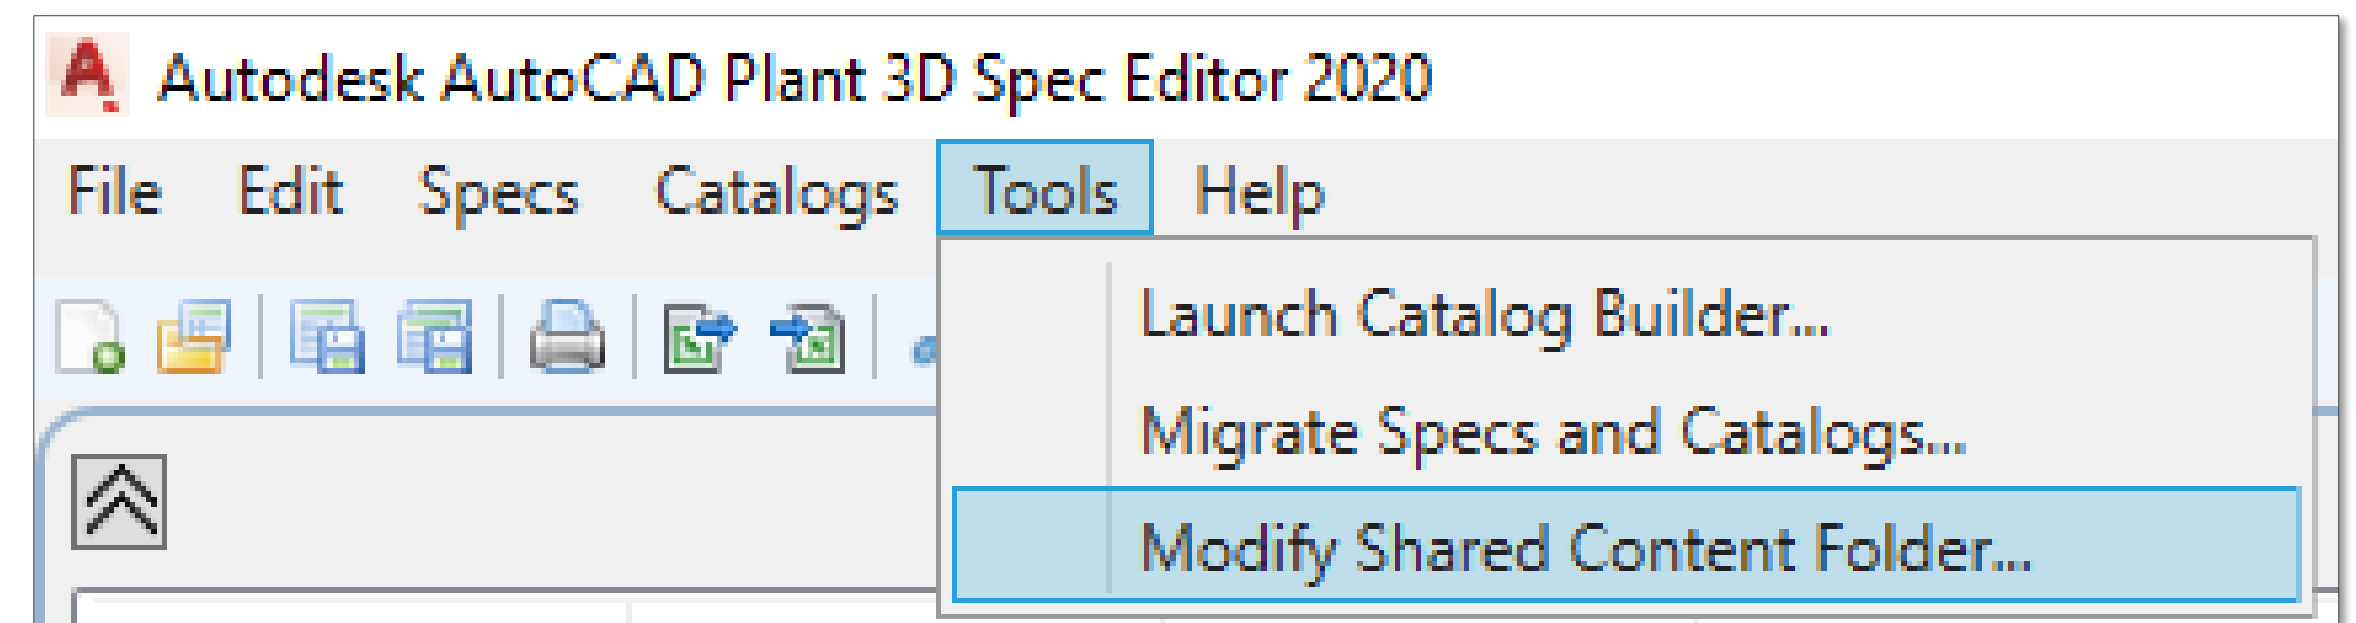 Autodesk AutoCAD Plant 3D Spec Editor 2020
File Edit Specs Catalogs Tools Help
Launch Catalog Builder...
Migrate Specs and Catalogs...
Modify Shared Content Folder...